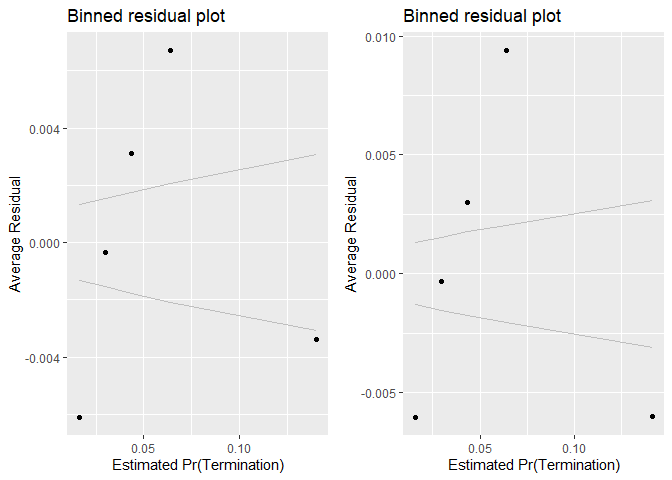 Binned residual plot
0.004
0.000
-0.004
Average Residual
0.05
0.10
Estimated Pr(Termination)
Binned residual plot
0.010
0.005
0.000
-0.005
Average Residual
0.05
0.10
Estimated Pr(Termination)